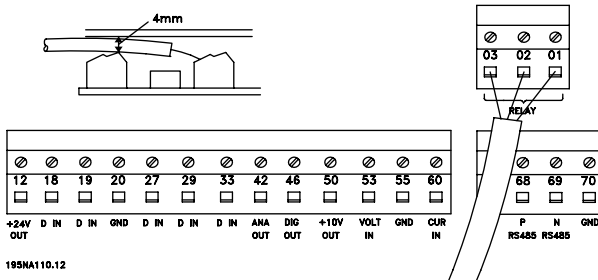 4mm
03 02 01
RELAY
12 18 19 20 27 29 33 42 46 50 53 55 60 68 69 70
+24V OUT D IN D IN GND D IN D IN D IN ANA OUT DIG OUT +10V OUT VOLT IN GND CUR IN P RS485 N RS485 GND
195NA110.12